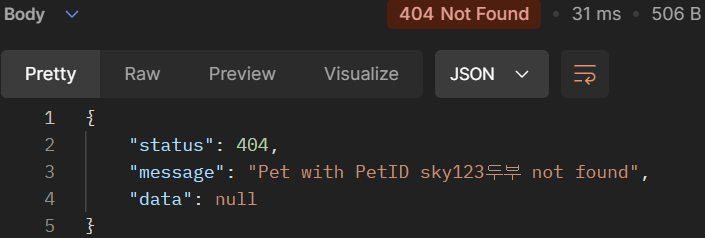 Body 404 Not Found 31 ms 506 B
Pretty Raw Preview Visualize JSON
1 {
2 "status": 404,
3 "message": "Pet with PetID sky123두부 not found",
4 "data": null
5 }